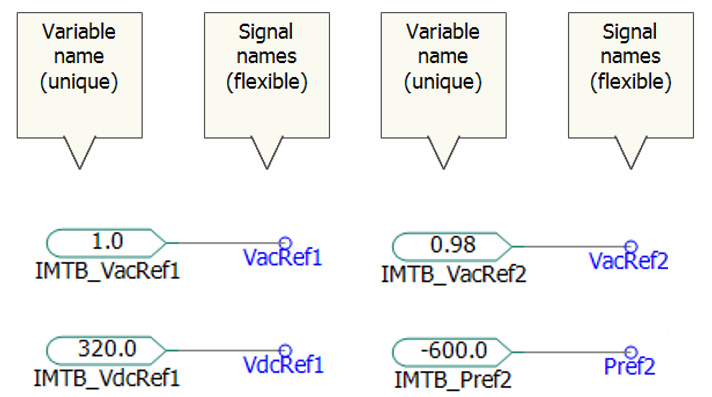 Variable
name
(unique)
Signal
names
(flexible)
Variable
name
(unique)
Signal
names
(flexible)
1.0
IMTB_VacRef1
VacRef1
0.98
IMTB_VacRef2
VacRef2
320.0
IMTB_VdcRef1
VdcRef1
-600.0
IMTB_Pref2
Pref2